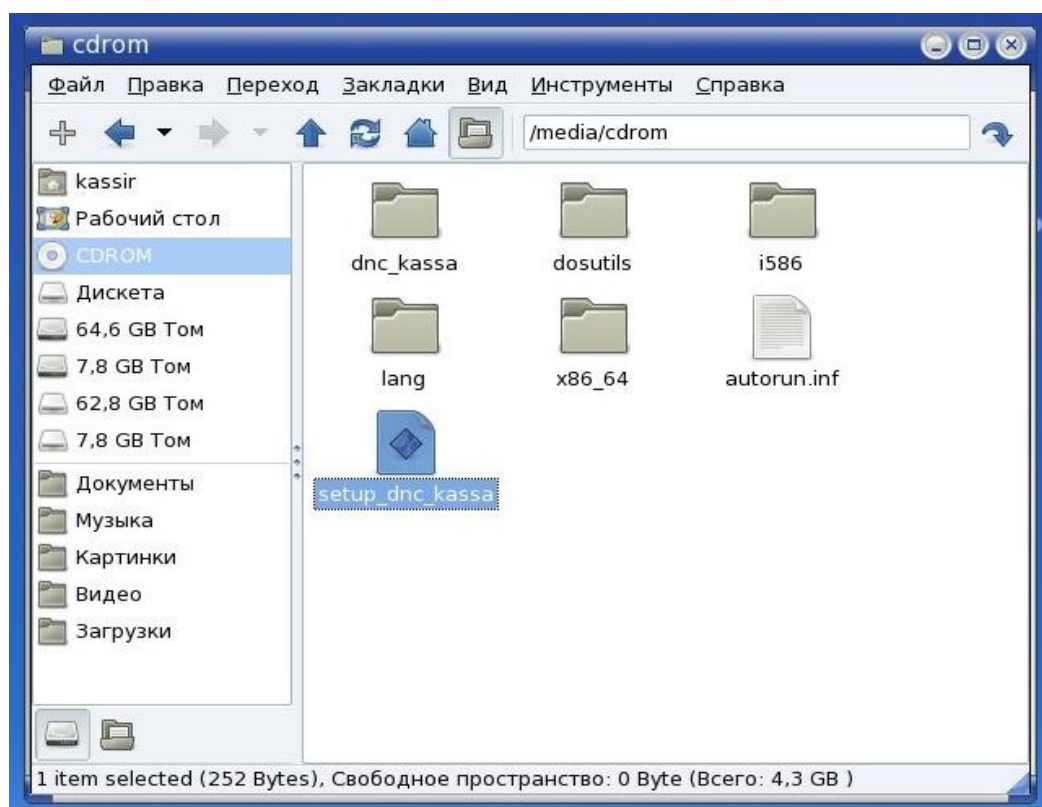 cdrom
Файл Правка Переход Закладки Вид Инструменты Справка
/media/cdrom
kassir
Рабочий стол
CDROM
Дискета
64,6 GB Том
7,8 GB Том
62,8 GB Том
7,8 GB Том
Документы
Музыка
Картинки
Видео
Загрузки
dnc_kassa dosutils i586
lang x86_64 autorun.inf
setup_dnc_kassa
1 item selected (252 Bytes), Свободное пространство: 0 Byte (Всего: 4,3 GB )